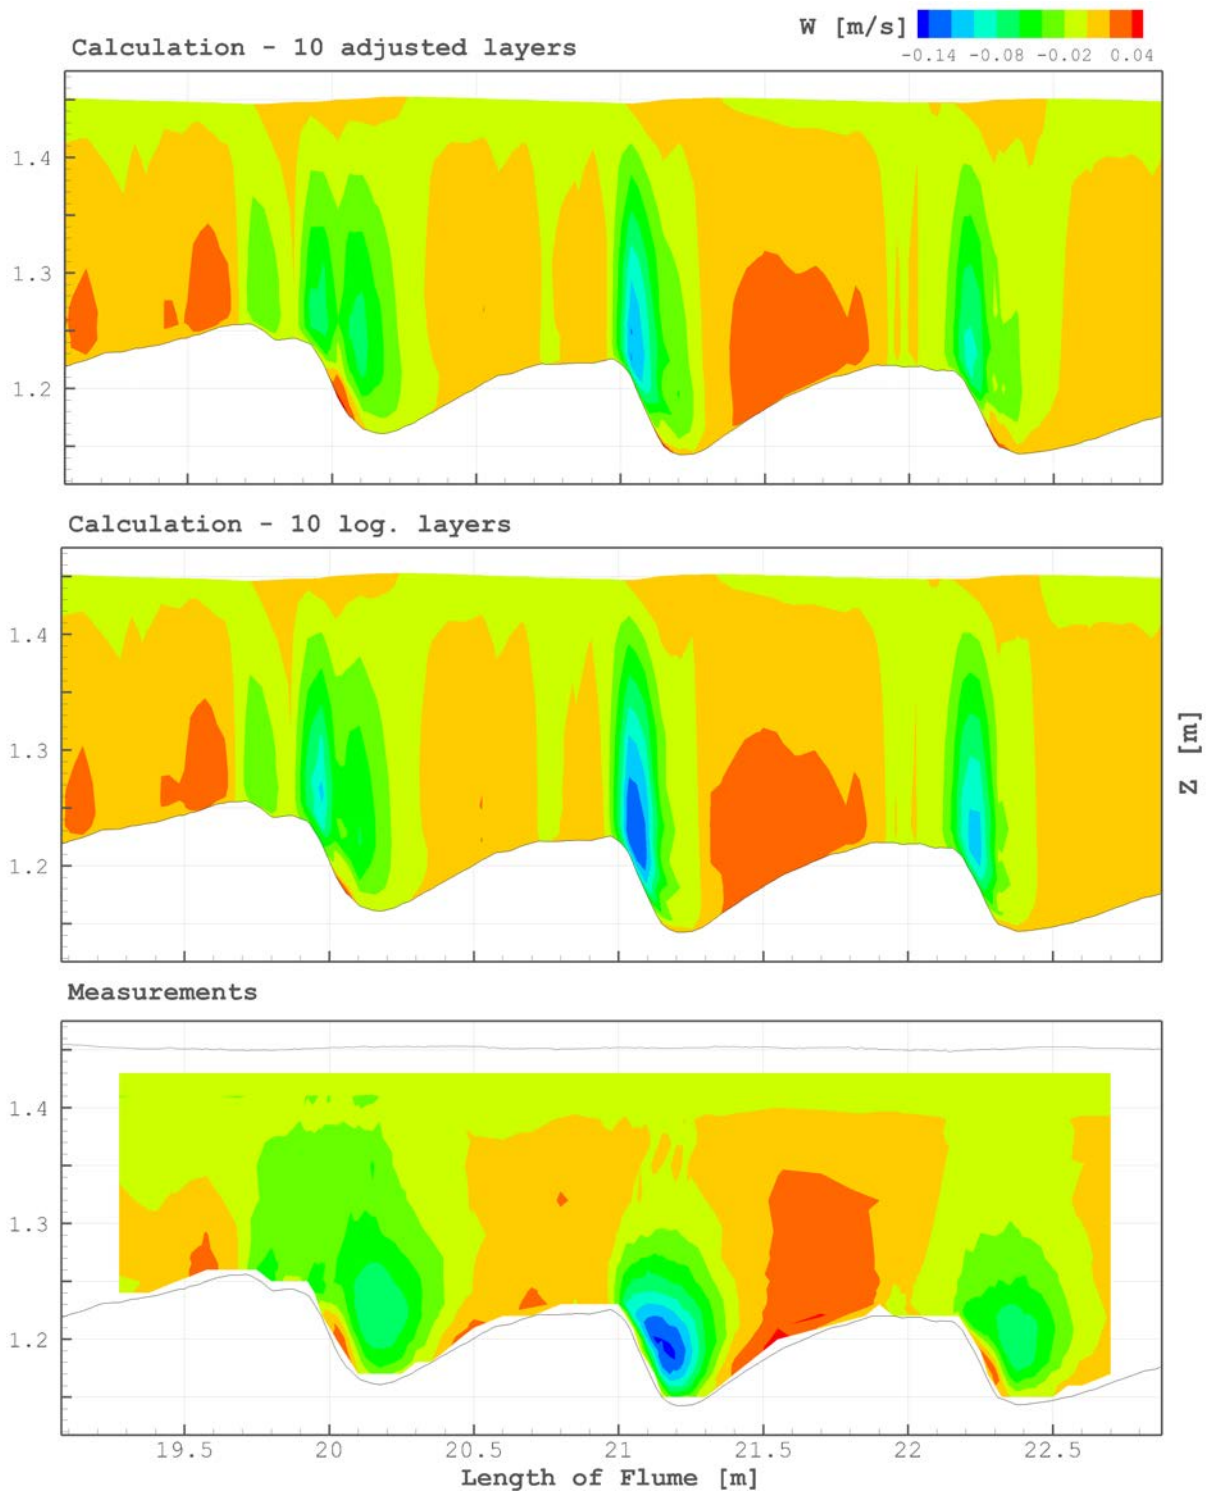 W [m/s]
-0.14 -0.08 -0.02 0.04
Calculation - 10 adjusted layers
1.4
1.3
1.2
Calculation - 10 log. layers
1.4
1.3
1.2
Z [m]
Measurements
1.4
1.3
1.2
19.5 20 20.5 21 21.5 22 22.5
Length of Flume [m]